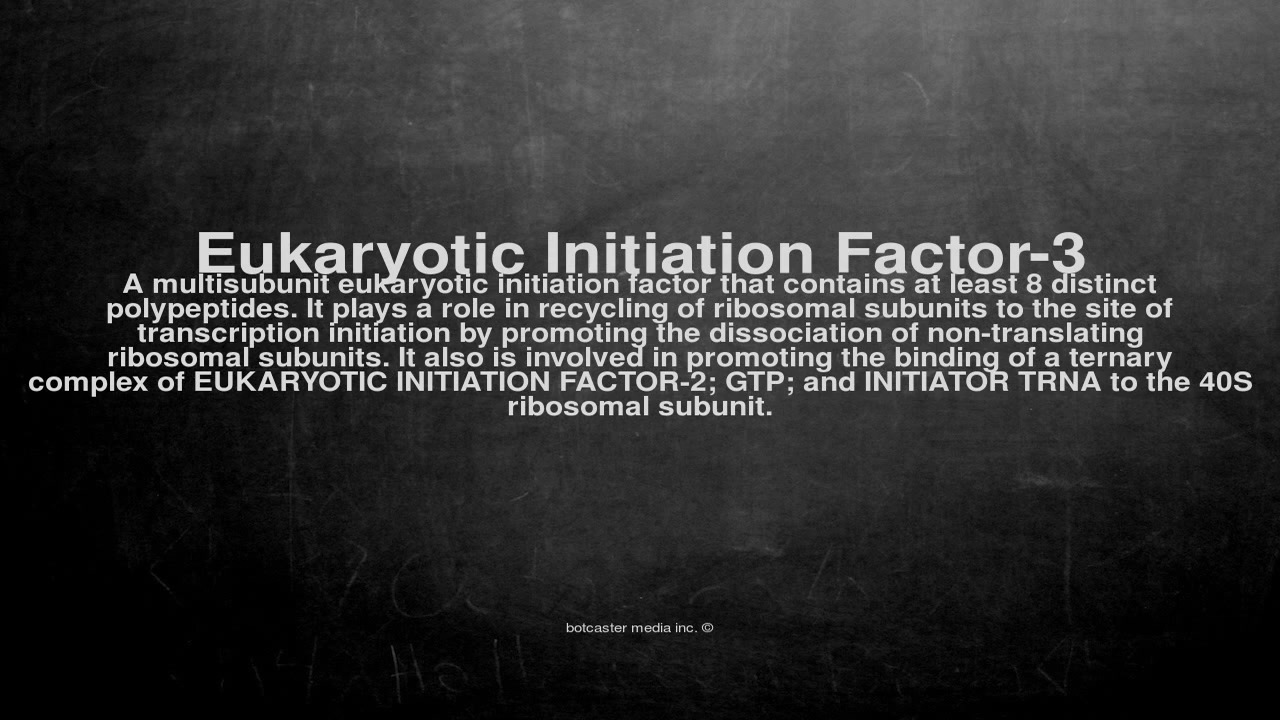 Eukaryotic Initiation Factor-3
A multisubunit eukaryotic initiation factor that contains at least 8 distinct
polypeptides. It plays a role in recycling of ribosomal subunits to the site of
transcription initiation by promoting the dissociation of non-translating
ribosomal subunits. It also is involved in promoting the binding of a ternary
complex of EUKARYOTIC INITIATION FACTOR-2; GTP; and INITIATOR TRNA to the 40S
ribosomal subunit.
botcaster media inc. ©